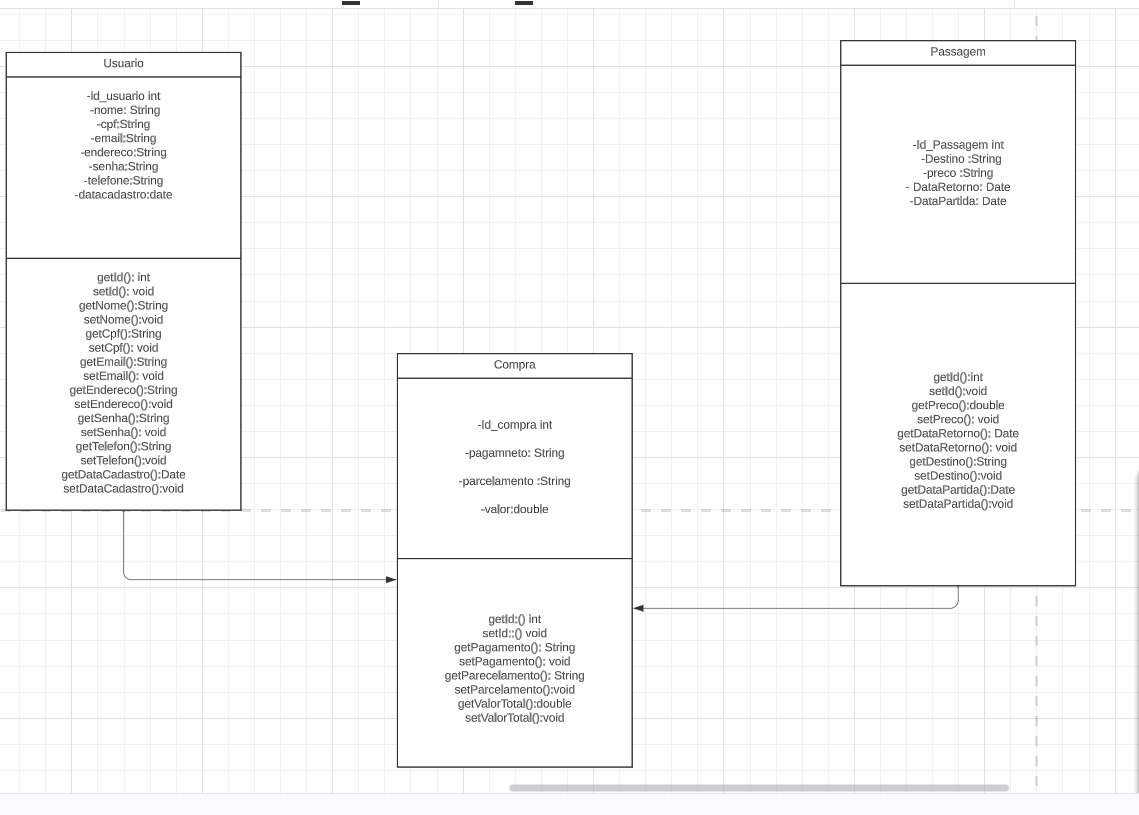 Usuario
-id_usuario int
-nome: String
-cpf:String
-email:String
-endereco:String
-senha:String
-telefone:String
-datacadastro:date
getId(): int
setId(): void
getNome():String
setNome():void
getCpf():String
setCpf(): void
getEmail():String
setEmail(): void
getEndereco():String
setEndereco():void
getSenha():String
setSenha(): void
getTelefon():String
setTelefon():void
getDataCadastro():Date
setDataCadastro():void
Compra
-Id_compra int
-pagamneto: String
-parcelamento :String
-valor:double
getId:() int
setId::() void
getPagamento(): String
setPagamento(): void
getParecelamento(): String
setParcelamento():void
getValorTotal():double
setValorTotal():void
Passagem
-Id_Passagem int
-Destino :String
-preco :String
- DataRetorno: Date
-DataPartida: Date
getId():int
setId():void
getPreco():double
setPreco(): void
getDataRetorno(): Date
setDataRetorno(): void
getDestino():String
setDestino():void
getDataPartida():Date
setDataPartida():void